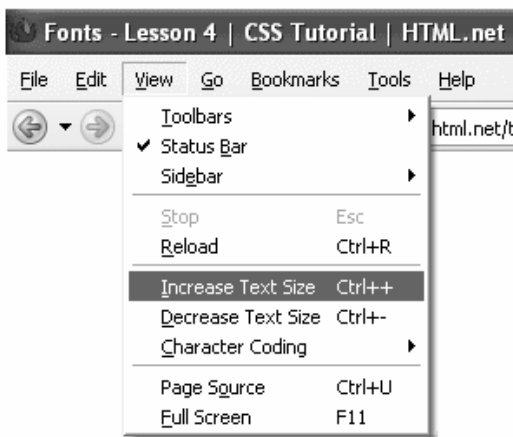 Fonts - Lesson 4 | CSS Tutorial | HTML.net
File Edit View Go Bookmarks Tools Help
html.net/t
Toolbars
Status Bar
Sidebar
Stop Esc
Reload Ctrl+R
Increase Text Size Ctrl++
Decrease Text Size Ctrl+-
Character Coding
Page Source Ctrl+U
Full Screen F11